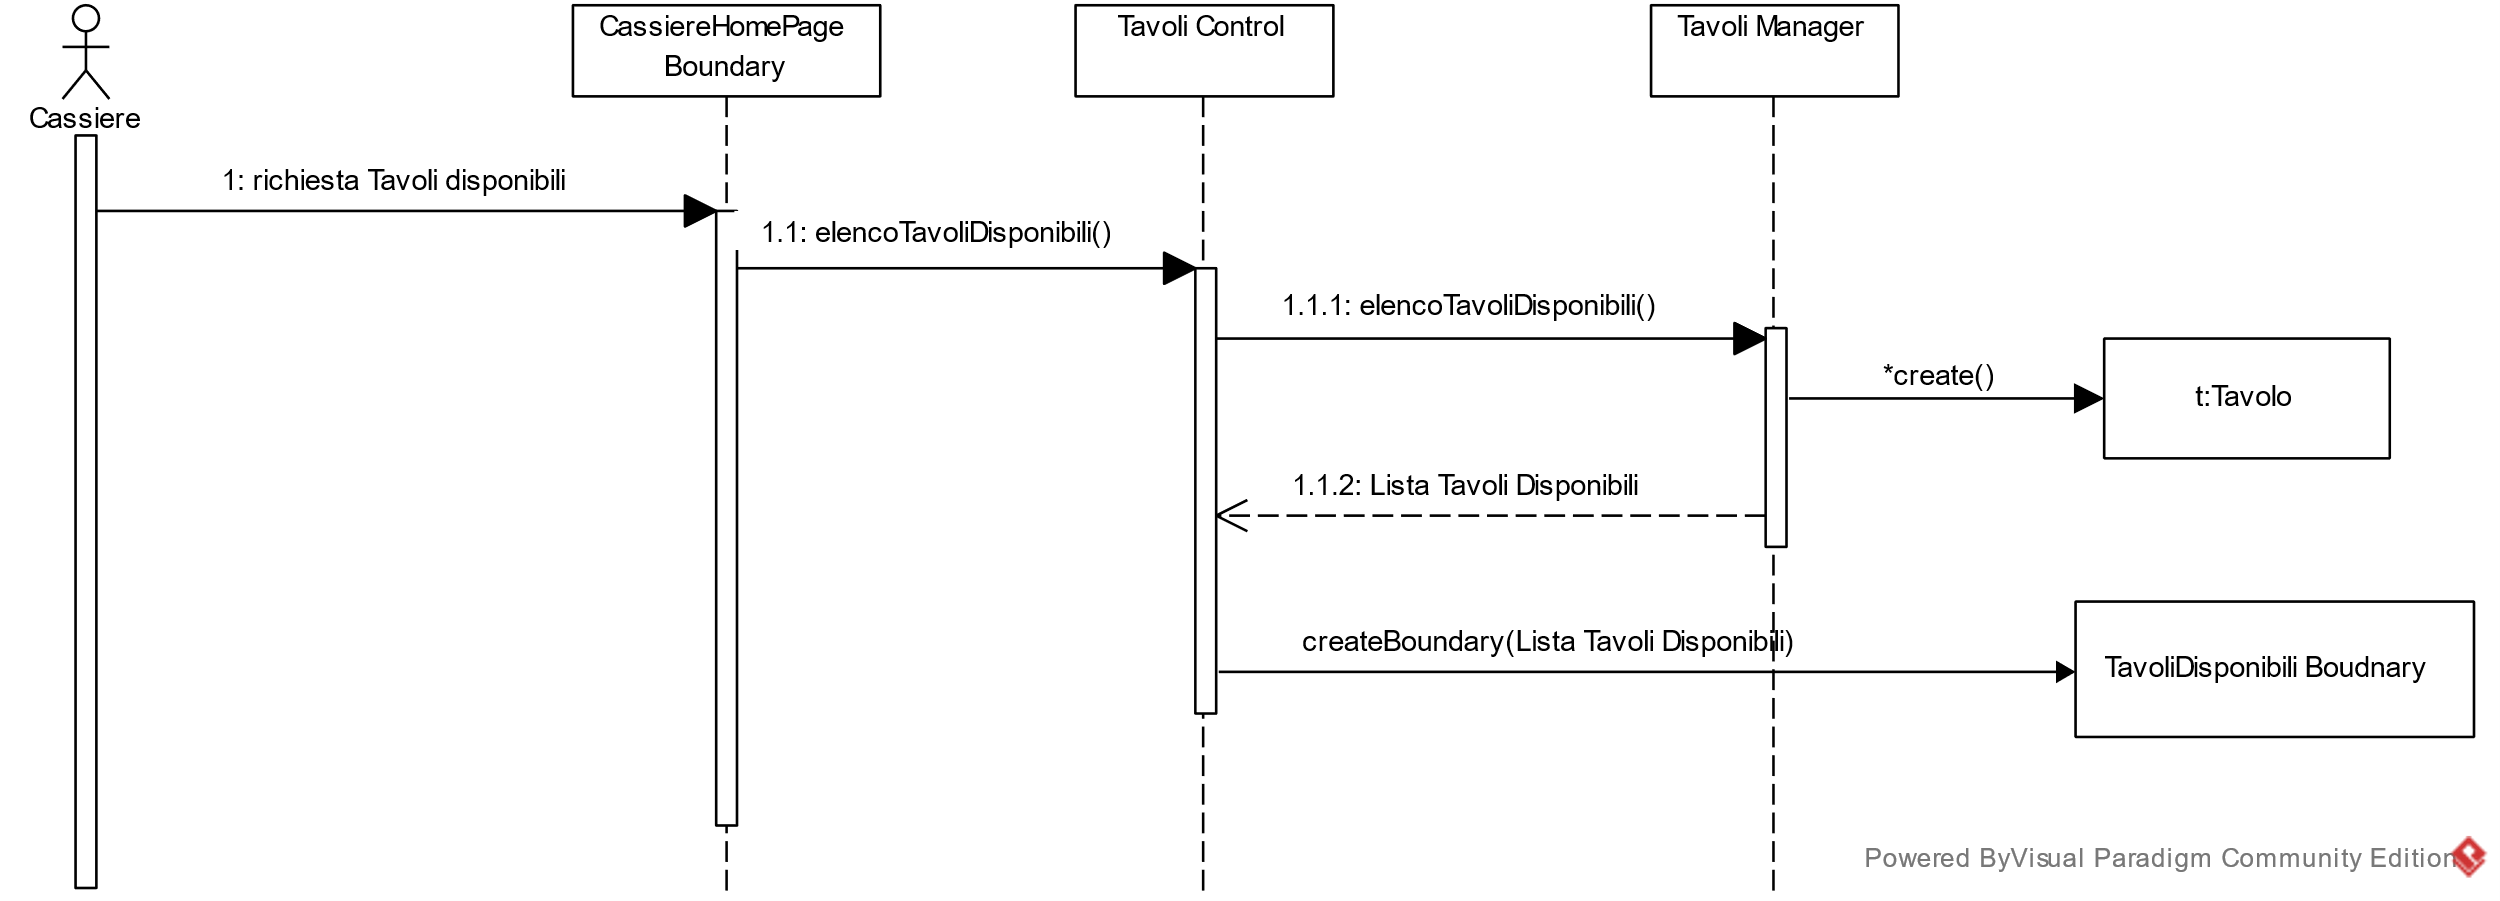 CassiereHomePage
Boundary
Tavoli Control
Tavoli Manager
Cassiere
1: richiesta Tavoli disponibili
1.1: elencoTavoliDisponibili()
1.1.1: elencoTavoliDisponibili()
*create()
t:Tavolo
1.1.2: Lista Tavoli Disponibili
createBoundary(Lista Tavoli Disponibili)
TavoliDisponibili Boudnary
Powered ByVisual Paradigm Community Edition